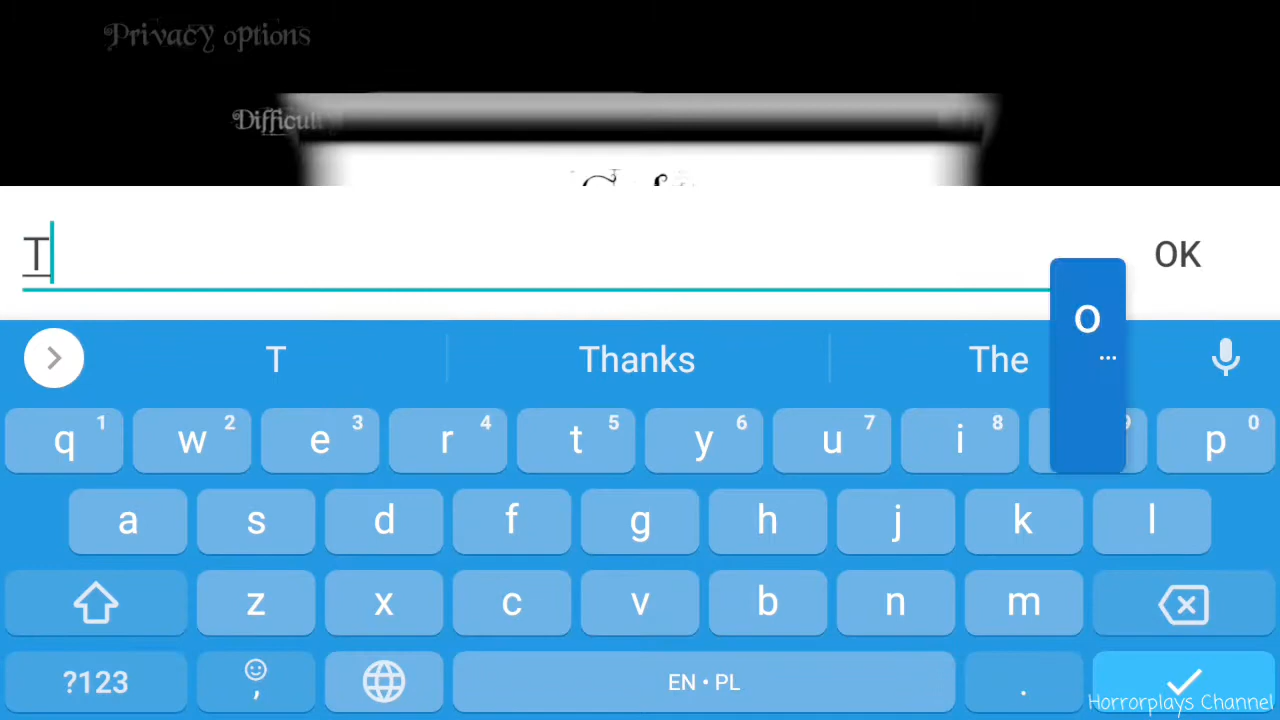 Privacy options
Difficulty
T
OK
T Thanks The
o
...
q 1 w 2 e 3 r 4 t 5 y 6 u 7 i 8 9 p 0
a s d f g h j k l
z x c v b n m
?123 , EN • PL .
Horrorplays Channel